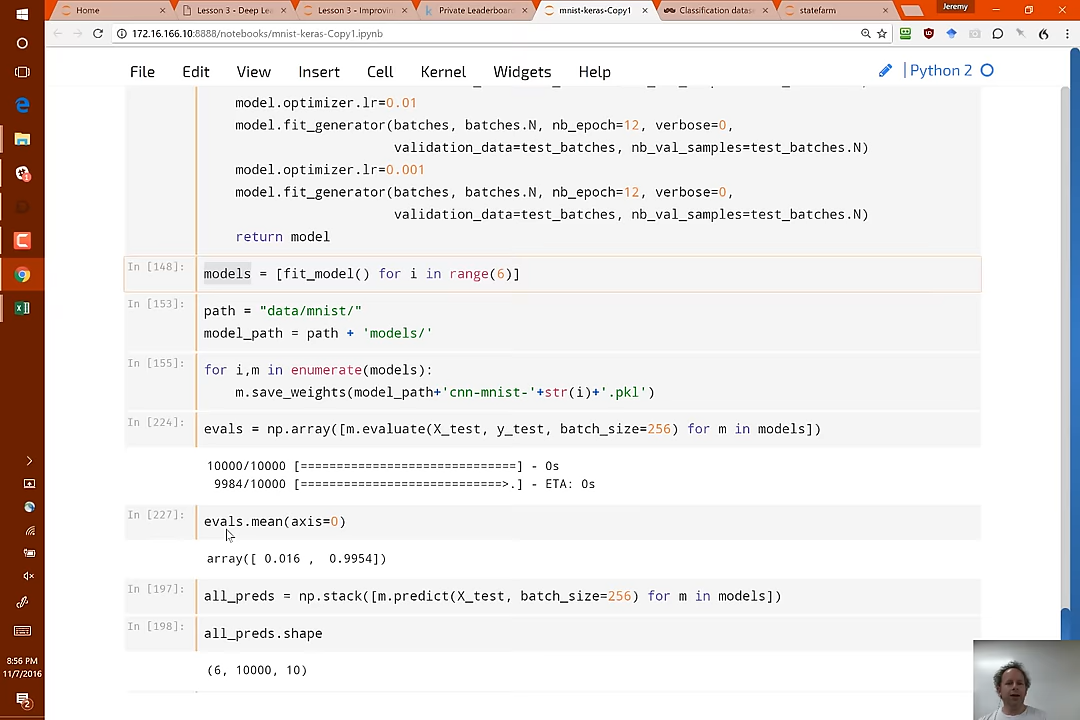 Home
Lesson 3 - Deep Lea
Lesson 3 - Improvin
Private Leaderboard
mnist-keras-Copy1
Classification datase
statefarm
Jeremy
172.16.166.10:8888/notebooks/mnist-keras-Copy1.ipynb
File Edit View Insert Cell Kernel Widgets Help
Python 2
model.optimizer.lr=0.01
model.fit_generator(batches, batches.N, nb_epoch=12, verbose=0,
validation_data=test_batches, nb_val_samples=test_batches.N)
model.optimizer.lr=0.001
model.fit_generator(batches, batches.N, nb_epoch=12, verbose=0,
validation_data=test_batches, nb_val_samples=test_batches.N)
return model
In [148]: models = [fit_model() for i in range(6)]
In [153]: path = "data/mnist/"
model_path = path + 'models/'
In [155]: for i,m in enumerate(models):
m.save_weights(model_path+'cnn-mnist-'+str(i)+'.pkl')
In [224]: evals = np.array([m.evaluate(X_test, y_test, batch_size=256) for m in models])
10000/10000 [==============================] - 0s
9984/10000 [============================>.] - ETA: 0s
In [227]: evals.mean(axis=0)
array([ 0.016 ,  0.9954])
In [197]: all_preds = np.stack([m.predict(X_test, batch_size=256) for m in models])
In [198]: all_preds.shape
(6, 10000, 10)
8:56 PM
11/7/2016
2